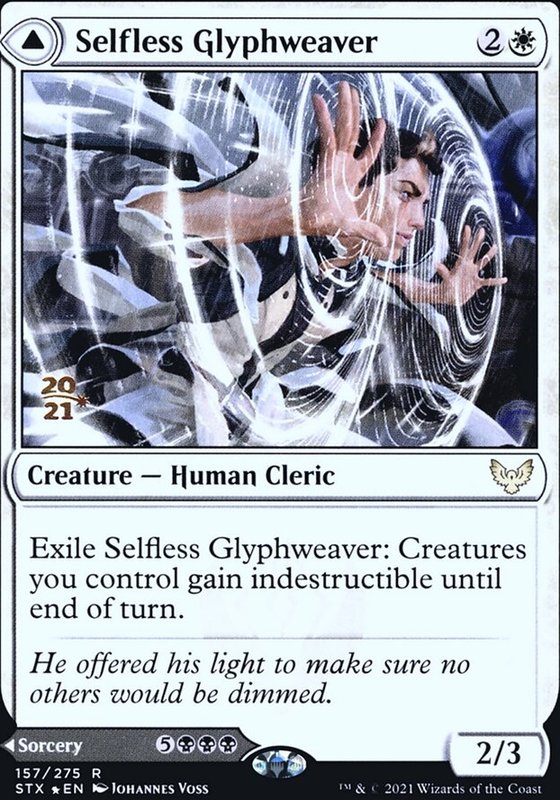 Selfless Glyphweaver 2
20
21
Creature — Human Cleric
Exile Selfless Glyphweaver: Creatures
you control gain indestructible until
end of turn.
He offered his light to make sure no
others would be dimmed.
Sorcery 5
2/3
157/275 R
STX ★ EN Johannes Voss
™ & © 2021 Wizards of the Coast